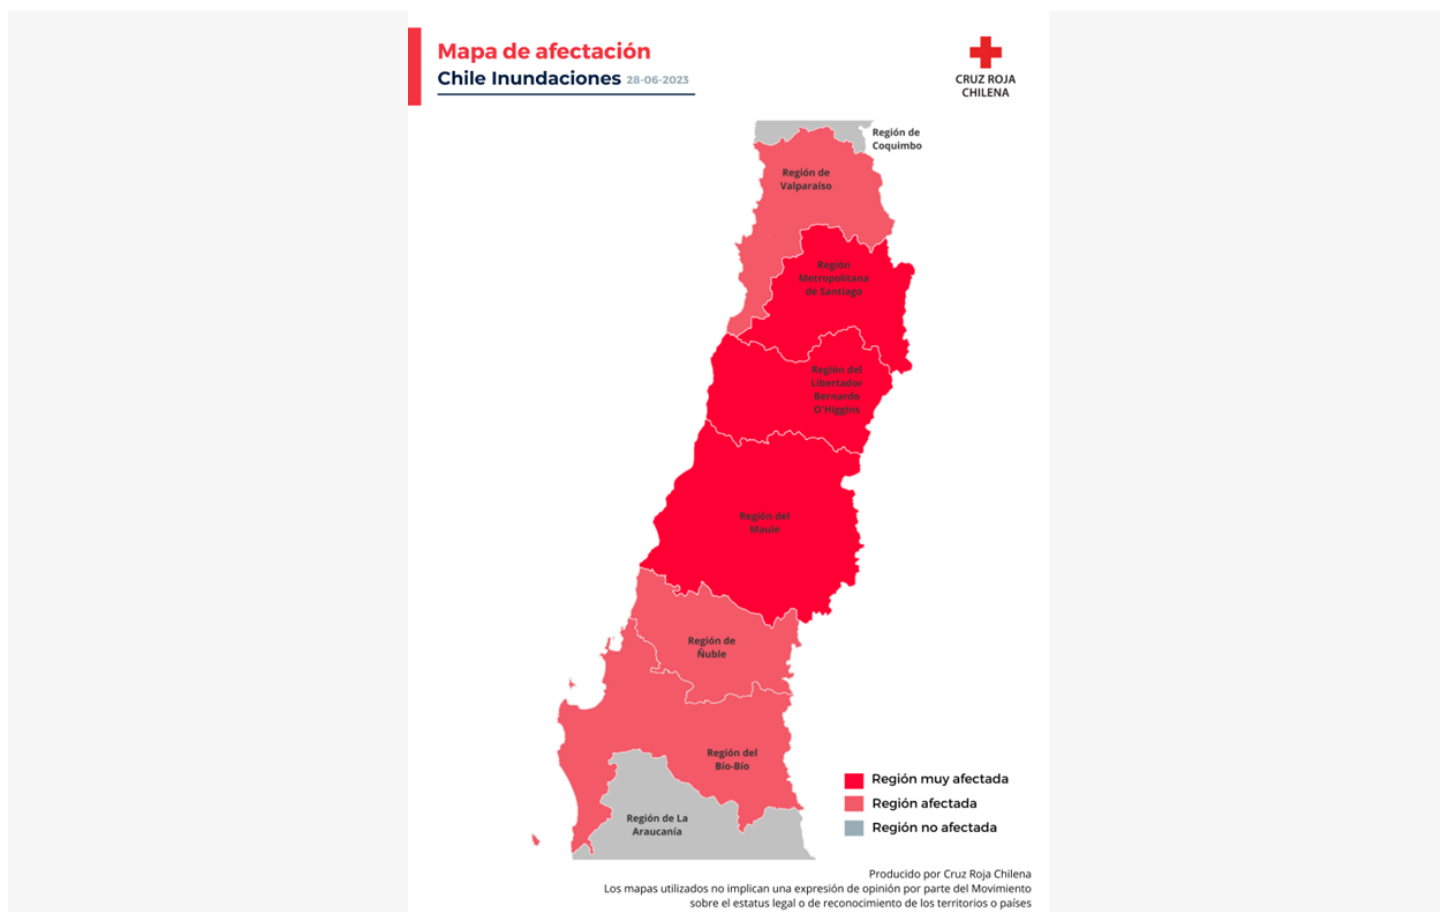 Mapa de afectación
Chile Inundaciones 28-06-2023
CRUZ ROJA
CHILENA
Región de
Coquimbo
Región de
Valparaíso
Región
Metropolitana
de Santiago
Región del
Libertador
Bernardo
O'Higgins
Región del
Maule
Región de
Ñuble
Región del
Bío-Bío
Región de La
Araucanía
Región muy afectada
Región afectada
Región no afectada
Producido por Cruz Roja Chilena
Los mapas utilizados no implican una expresión de opinión por parte del Movimiento
sobre el estatus legal o de reconocimiento de los territorios o países